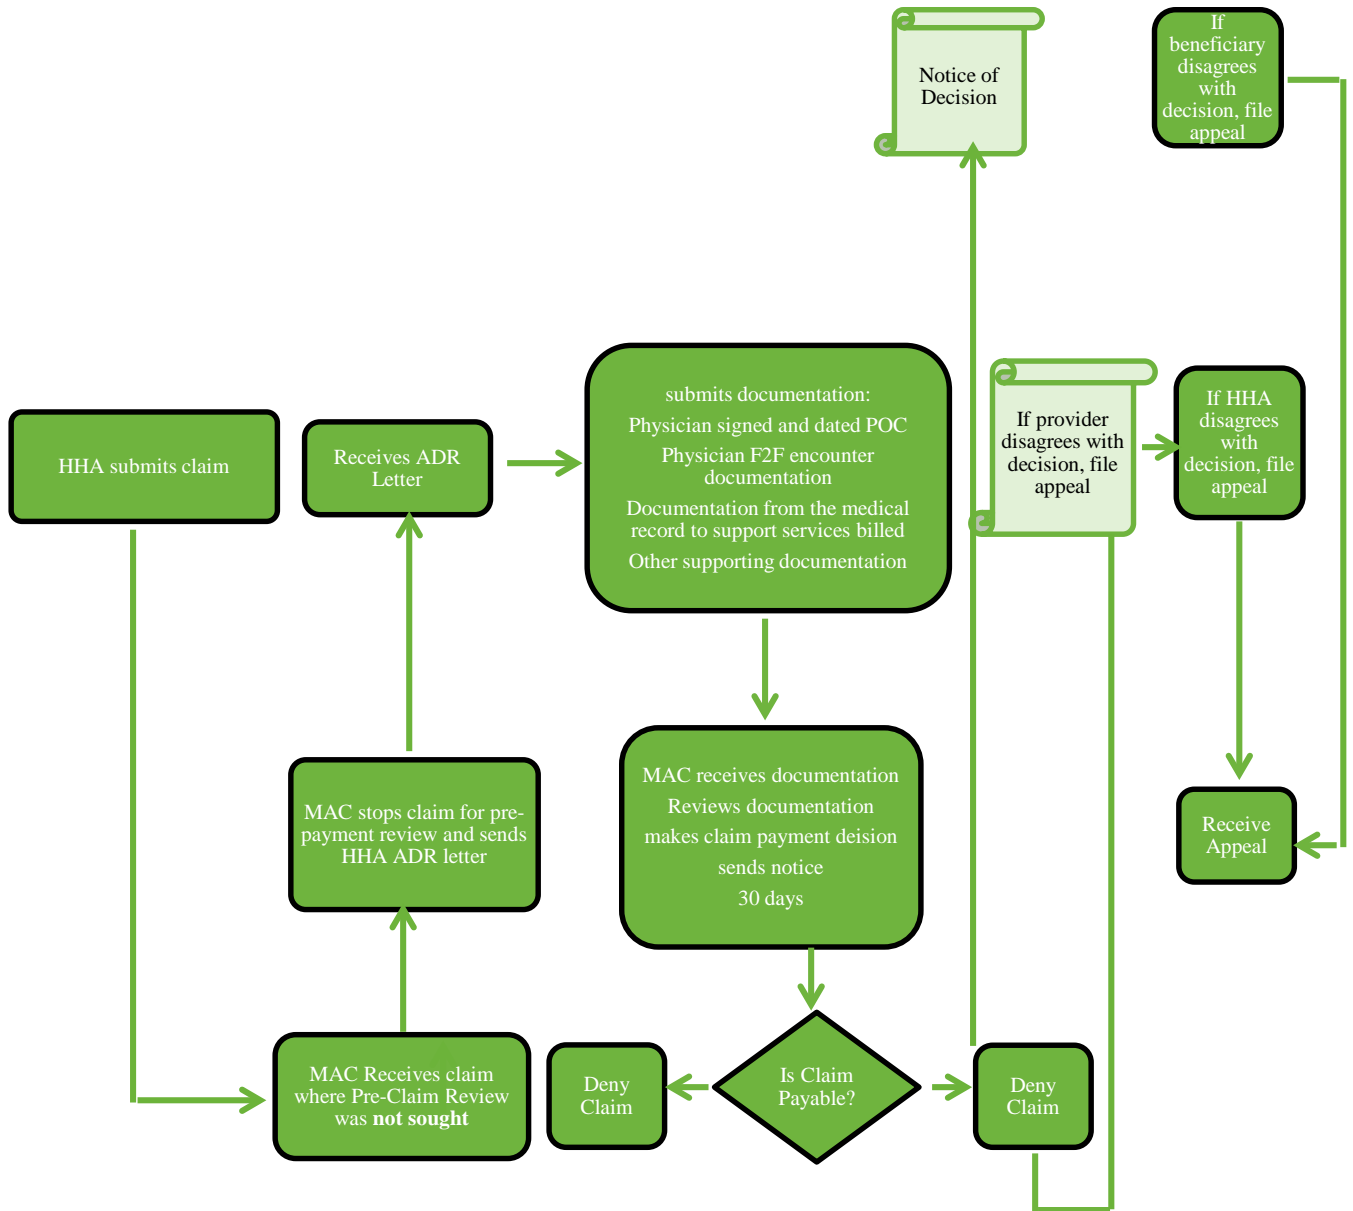 Notice of
Decision
If
beneficiary
disagrees
with
decision, file
appeal
HHA submits claim
Receives ADR
Letter
submits documentation:
Physician signed and dated POC
Physician F2F encounter
documentation
Documentation from the medical
record to support services billed
Other supporting documentation
If provider
disagrees with
decision, file
appeal
If HHA
disagrees
with
decision, file
appeal
MAC stops claim for pre-
payment review and sends
HHA ADR letter
MAC receives documentation
Reviews documentation
makes claim payment deision
sends notice
30 days
Receive
Appeal
MAC Receives claim
where Pre-Claim Review
was not sought
Deny
Claim
Is Claim
Payable?
Deny
Claim